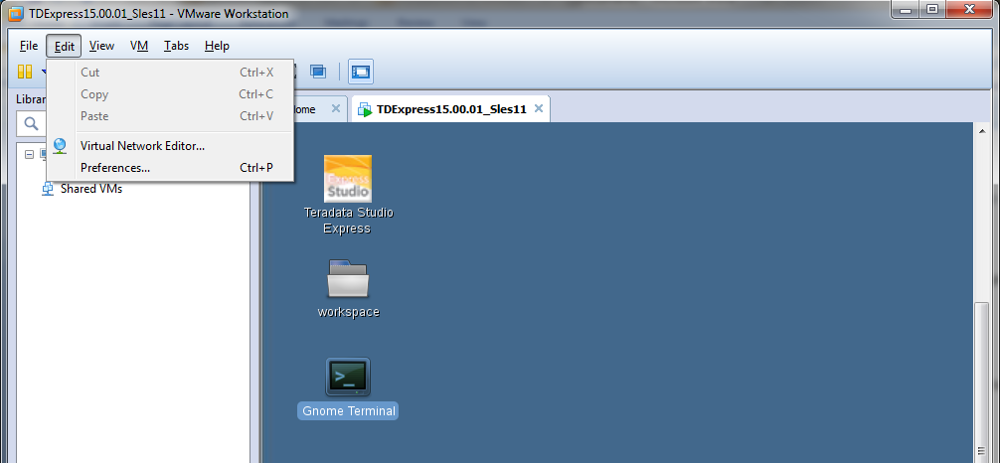 TDExpress15.00.01_Sles11 - VMware Workstation
File Edit View VM Tabs Help
Cut Ctrl+X
Copy Ctrl+C
Paste Ctrl+V
Virtual Network Editor...
Preferences... Ctrl+P
Librar
ome
TDExpress15.00.01_Sles11
Shared VMs
Express
Studio
Teradata Studio
Express
workspace
>_
Gnome Terminal